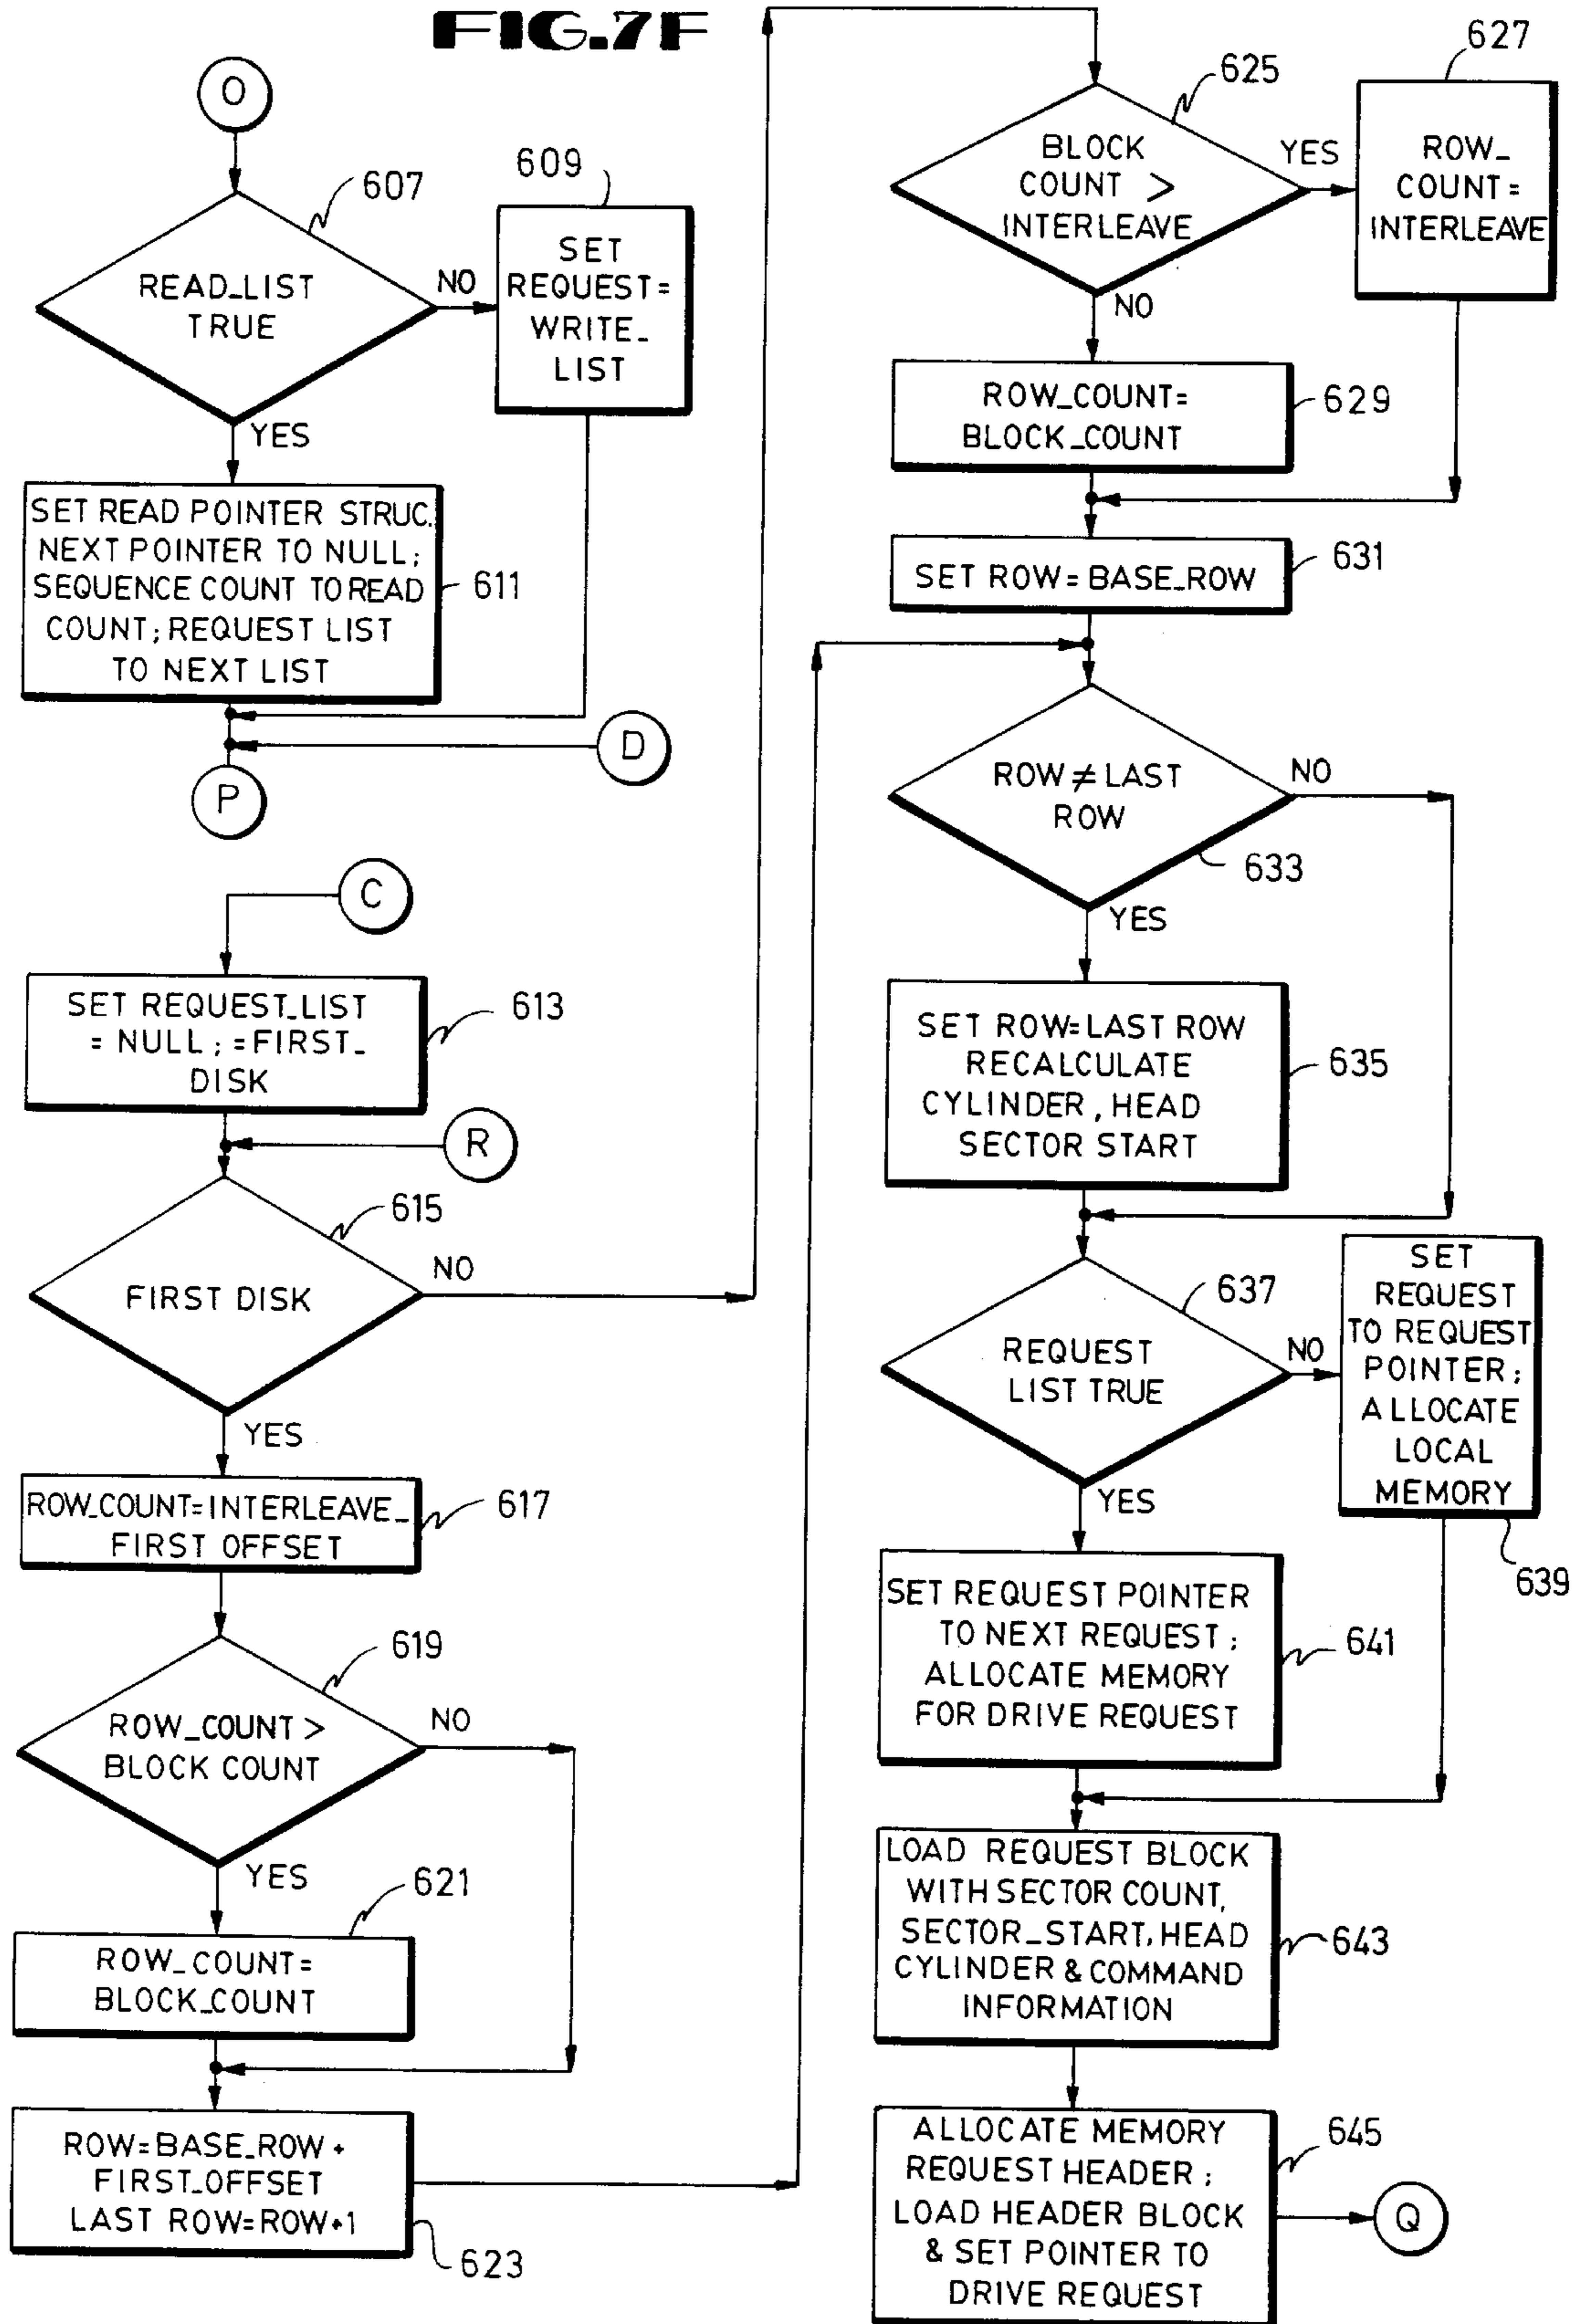 FIG.7F
O
607
READ_LIST
TRUE
NO
YES
609
SET
REQUEST=
WRITE_
LIST
SET READ POINTER STRUC.
NEXT POINTER TO NULL;
SEQUENCE COUNT TO READ
COUNT; REQUEST LIST
TO NEXT LIST
611
D
P
C
SET REQUEST_LIST
= NULL; =FIRST_
DISK
613
R
615
FIRST DISK
NO
YES
ROW_COUNT=INTERLEAVE_
FIRST OFFSET
617
619
ROW_COUNT >
BLOCK COUNT
NO
YES
621
ROW_COUNT=
BLOCK_COUNT
ROW=BASE_ROW +
FIRST_OFFSET
LAST ROW=ROW+1
623
625
BLOCK
COUNT >
INTERLEAVE
YES
NO
627
ROW_
COUNT=
INTERLEAVE
ROW_COUNT=
BLOCK_COUNT
629
SET ROW=BASE_ROW
631
ROW ≠ LAST
ROW
NO
633
YES
SET ROW=LAST ROW
RECALCULATE
CYLINDER, HEAD
SECTOR START
635
637
REQUEST
LIST TRUE
NO
YES
SET
REQUEST
TO REQUEST
POINTER;
ALLOCATE
LOCAL
MEMORY
639
SET REQUEST POINTER
TO NEXT REQUEST;
ALLOCATE MEMORY
FOR DRIVE REQUEST
641
LOAD REQUEST BLOCK
WITH SECTOR COUNT,
SECTOR_START, HEAD
CYLINDER & COMMAND
INFORMATION
643
ALLOCATE MEMORY
REQUEST HEADER;
LOAD HEADER BLOCK
& SET POINTER TO
DRIVE REQUEST
645
Q